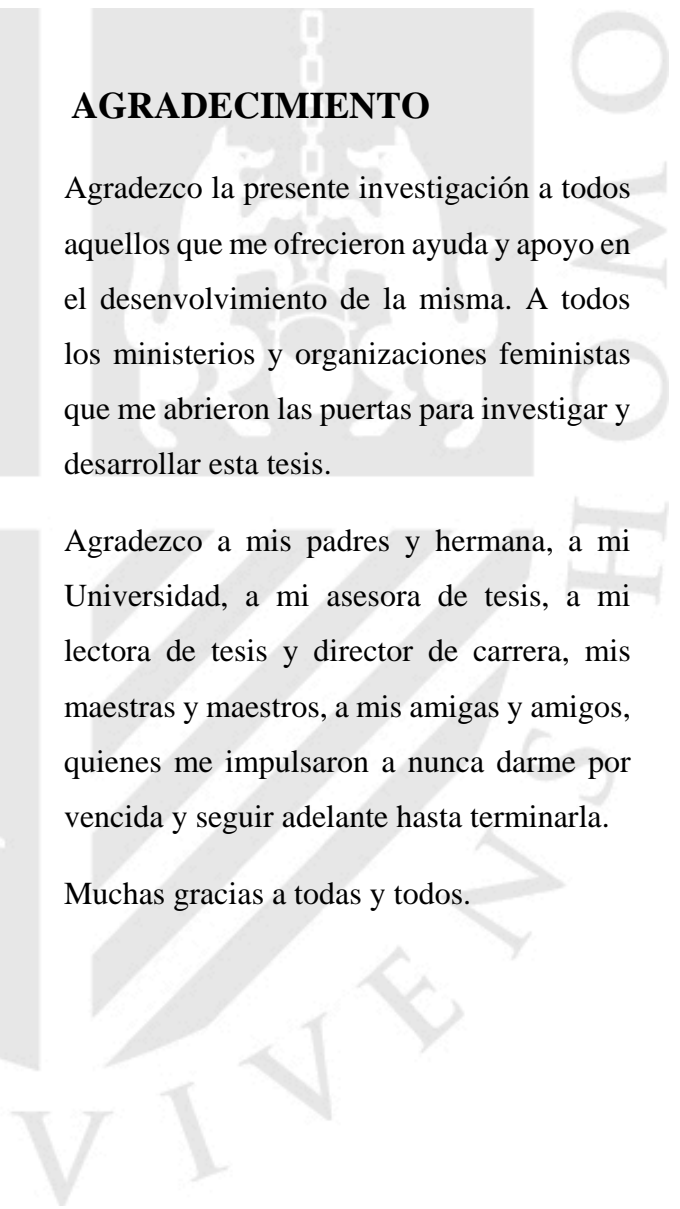 AGRADECIMIENTO
Agradezco la presente investigación a todos
aquellos que me ofrecieron ayuda y apoyo en
el desenvolvimiento de la misma. A todos
los ministerios y organizaciones feministas
que me abrieron las puertas para investigar y
desarrollar esta tesis.
Agradezco a mis padres y hermana, a mi
Universidad, a mi asesora de tesis, a mi
lectora de tesis y director de carrera, mis
maestras y maestros, a mis amigas y amigos,
quienes me impulsaron a nunca darme por
vencida y seguir adelante hasta terminarla.
Muchas gracias a todas y todos.
VIVENS HOMO